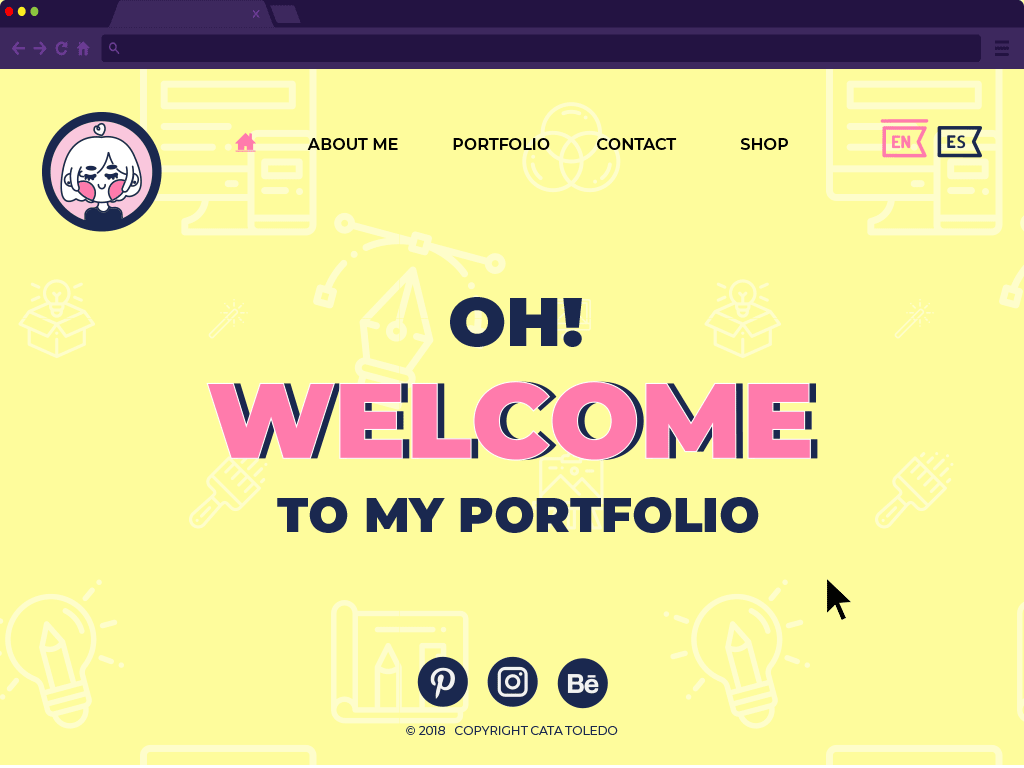 ABOUT ME PORTFOLIO CONTACT SHOP EN ES
OH!
WELCOME
TO MY PORTFOLIO
Bē
© 2018 COPYRIGHT CATA TOLEDO